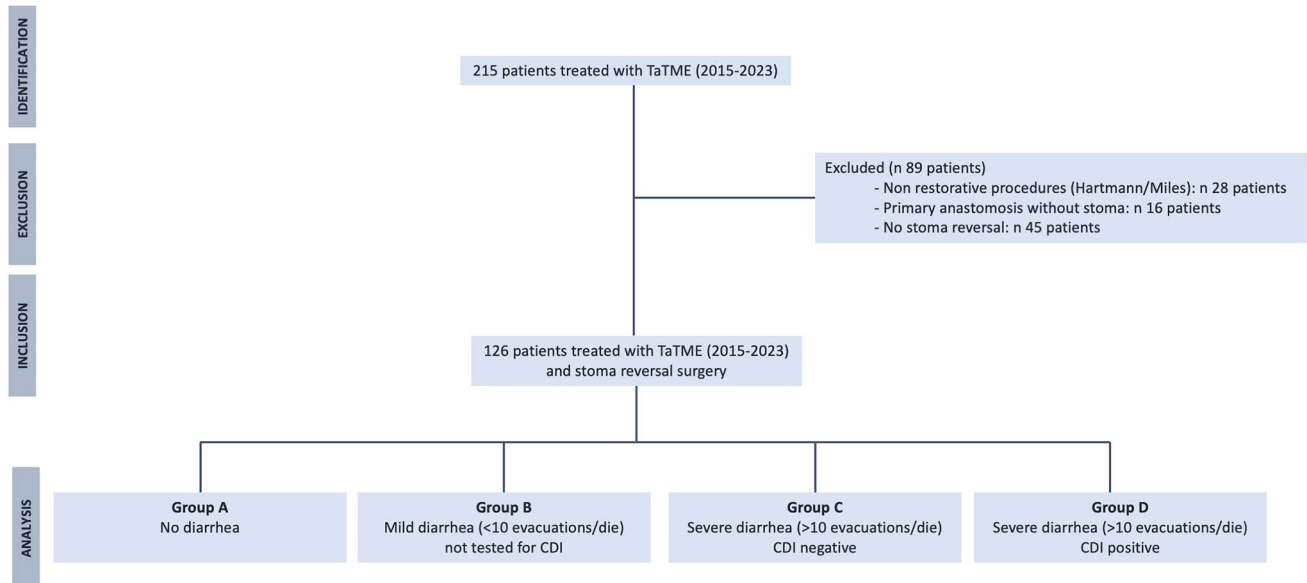 IDENTIFICATION
215 patients treated with TaTME (2015-2023)
EXCLUSION
Excluded (n 89 patients)
- Non restorative procedures (Hartmann/Miles): n 28 patients
- Primary anastomosis without stoma: n 16 patients
- No stoma reversal: n 45 patients
INCLUSION
126 patients treated with TaTME (2015-2023)
and stoma reversal surgery
ANALYSIS
Group A
No diarrhea
Group B
Mild diarrhea (<10 evacuations/die)
not tested for CDI
Group C
Severe diarrhea (>10 evacuations/die)
CDI negative
Group D
Severe diarrhea (>10 evacuations/die)
CDI positive